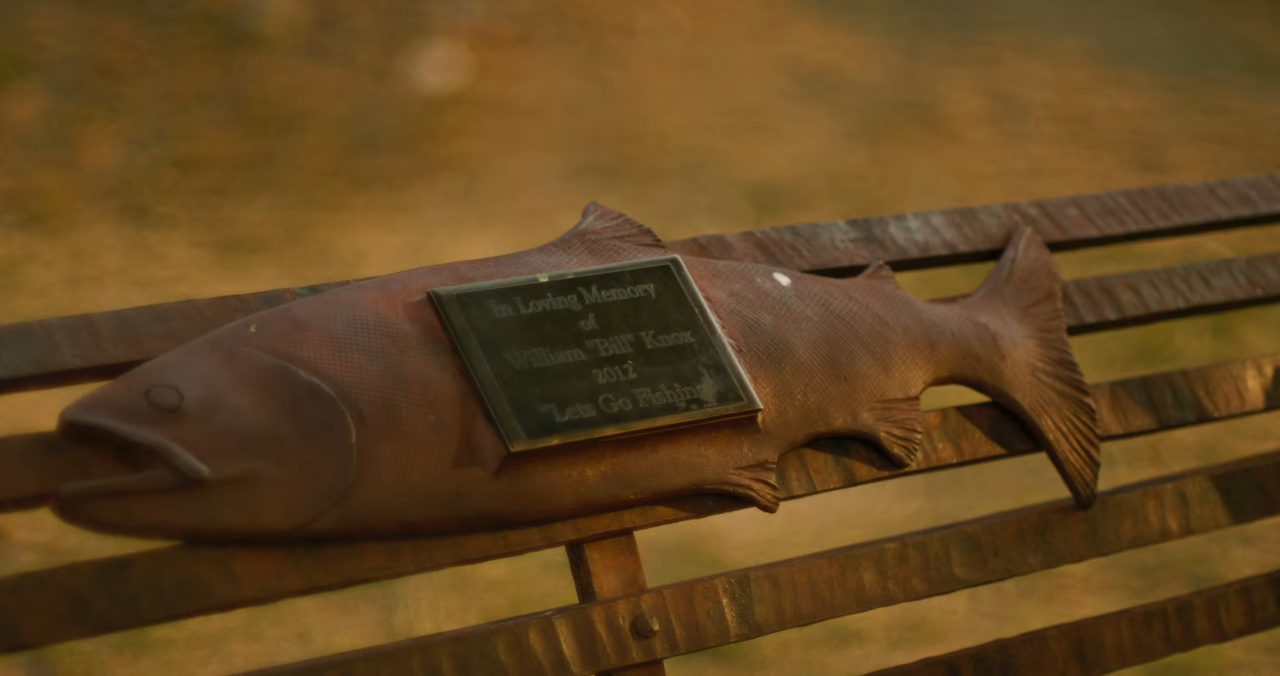 In Loving Memory
of
William "Bill" Knox
2012
"Lets Go Fishing"